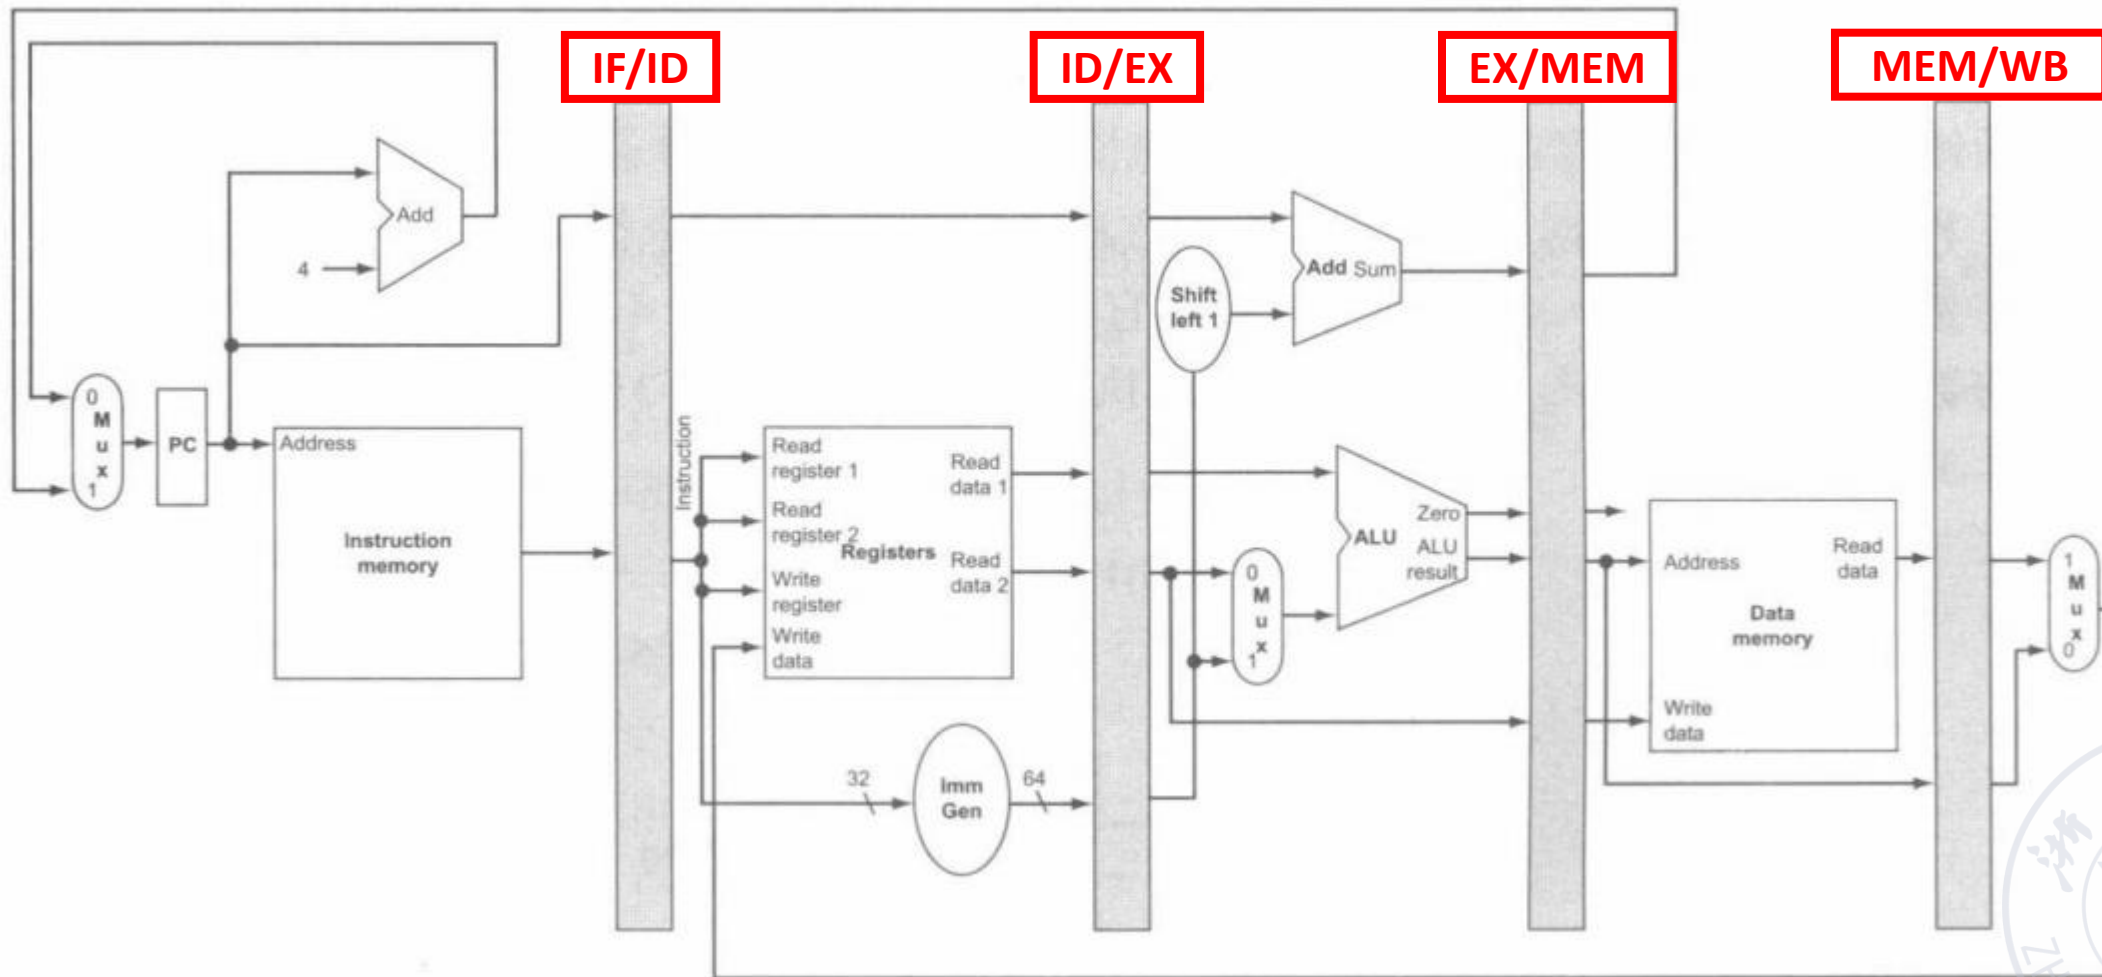 IF/ID
ID/EX
EX/MEM
MEM/WB
Add
4
Add Sum
Shift
left 1
0
M
u
x
1
PC
Address
Instruction
memory
Instruction
Read
register 1
Read
register 2
Write
register
Write
data
Registers
Read
data 1
Read
data 2
32
Imm
Gen
64
0
M
u
x
1
Zero
ALU
ALU
result
Address
Read
data
Data
memory
Write
data
1
M
u
x
0
浙